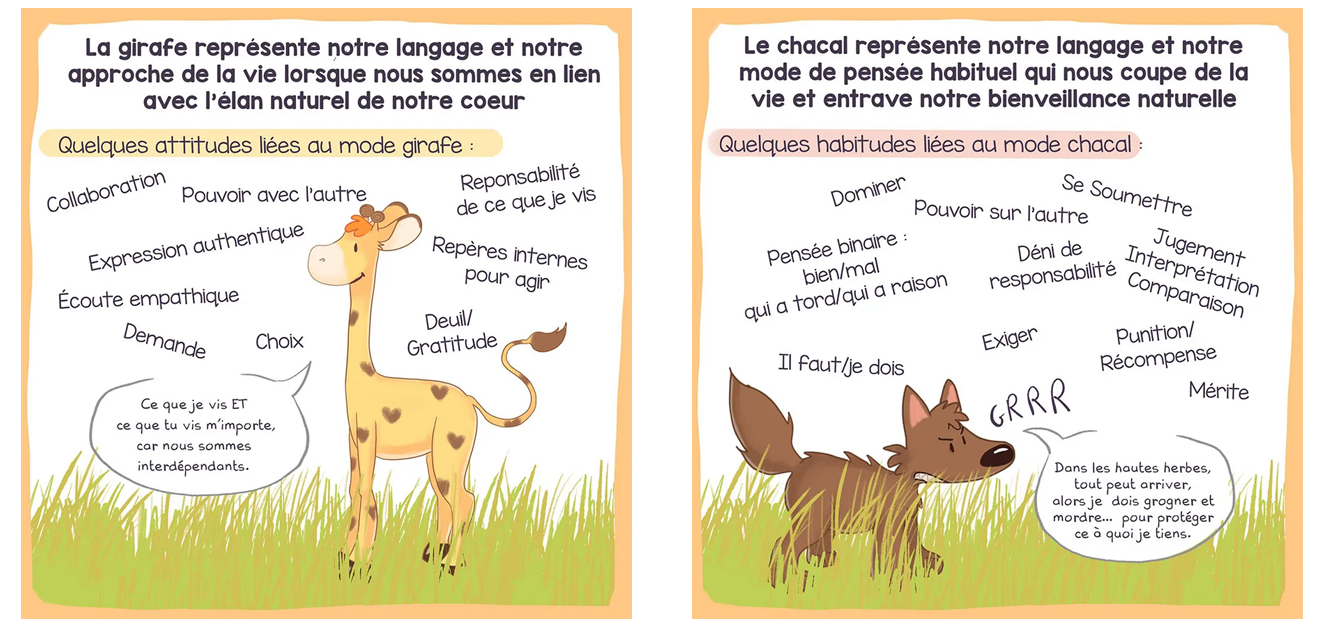 La girafe représente notre langage et notre
approche de la vie lorsque nous sommes en lien
avec l'élan naturel de notre coeur
Quelques attitudes liées au mode girafe :
Collaboration
Pouvoir avec l'autre
Reponsabilité
de ce que je vis
Expression authentique
Repères internes
pour agir
Écoute empathique
Demande
Choix
Deuil/
Gratitude
Ce que je vis ET
ce que tu vis m'importe,
car nous sommes
interdépendants.
Le chacal représente notre langage et notre
mode de pensée habituel qui nous coupe de la
vie et entrave notre bienveillance naturelle
Quelques habitudes liées au mode chacal :
Dominer
Se Soumettre
Pouvoir sur l'autre
Pensée binaire :
bien/mal
qui a tord/qui a raison
Déni de
responsabilité
Jugement
Interprétation
Comparaison
Il faut/je dois
Exiger
Punition/
Récompense
Mérite
GRRR
Dans les hautes herbes,
tout peut arriver,
alors je dois grogner et
mordre... pour protéger
ce à quoi je tiens.